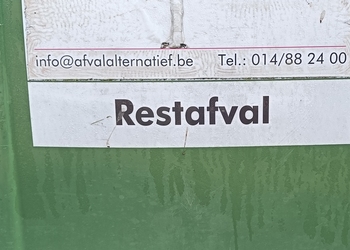 info@afvalalternatief.be Tel.: 014/88 24 00
Restafval